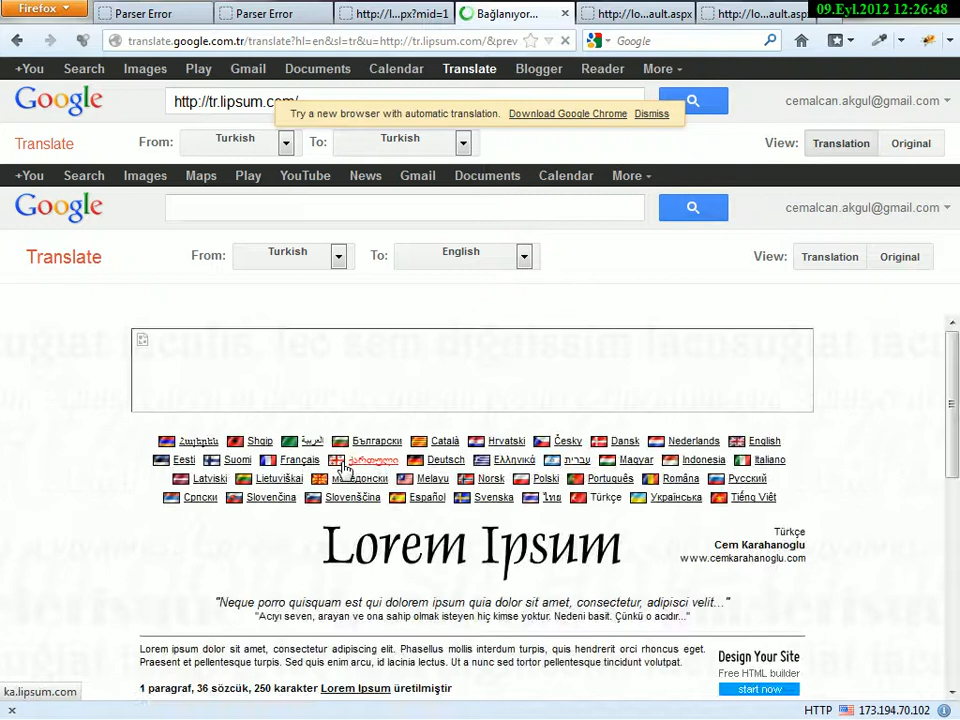 Firefox
Parser Error
Parser Error
http://l...px?mid=1
Bağlanıyor...
http://lo...ault.aspx
http://lo...ault.aspx
09.Eyl.2012 12:26:48
translate.google.com.tr/translate?hl=en&sl=tr&u=http://tr.lipsum.com/&prev
Google
+You Search Images Play Gmail Documents Calendar Translate Blogger Reader More
Google http://tr.lipsum.com/ cemalcan.akgul@gmail.com
Try a new browser with automatic translation. Download Google Chrome Dismiss
Translate From: Turkish To: Turkish View: Translation Original
+You Search Images Maps Play YouTube News Gmail Documents Calendar More
Google cemalcan.akgul@gmail.com
Translate From: Turkish To: English View: Translation Original
Հայերեն Shqip العربية Български Català Hrvatski Česky Dansk Nederlands English
Eesti Suomi Français ქართული Deutsch Ελληνικά עברית Magyar Indonesia Italiano
Latviski Lietuviškai македонски Melayu Norsk Polski Português Româna Русский
Српски Slovenčina Slovenščina Español Svenska ไทย Türkçe Українська Tiếng Việt
Lorem Ipsum
Türkçe
Cem Karahanoglu
www.cemkarahanoglu.com
"Neque porro quisquam est qui dolorem ipsum quia dolor sit amet, consectetur, adipisci velit..."
"Acıyı seven, arayan ve ona sahip olmak isteyen hiç kimse yoktur. Nedeni basit. Çünkü o acıdır..."
Lorem ipsum dolor sit amet, consectetur adipiscing elit. Phasellus mollis interdum turpis, quis hendrerit orci rhoncus eget.
Praesent et pellentesque turpis. Sed quis enim arcu, id lacinia lectus. Ut a nunc sed tortor pellentesque tincidunt volutpat.
1 paragraf, 36 sözcük, 250 karakter Lorem Ipsum üretilmiştir
Design Your Site
Free HTML builder
start now
ka.lipsum.com
HTTP 173.194.70.102